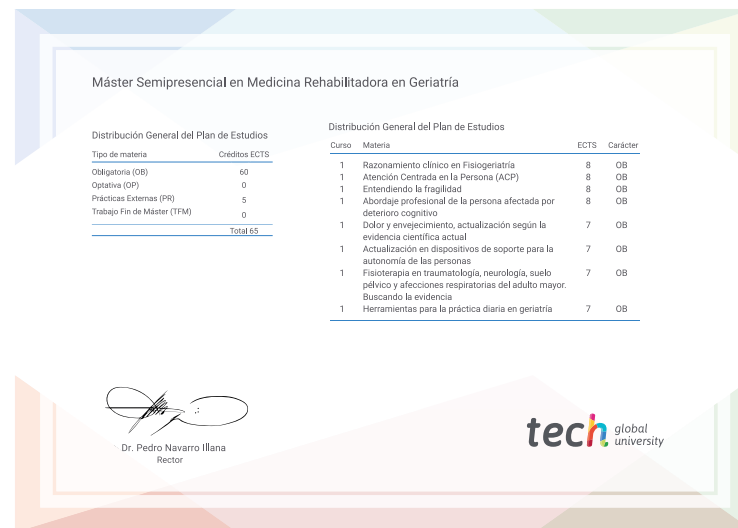 Máster Semipresencial en Medicina Rehabilitadora en Geriatría
Distribución General del Plan de Estudios
Tipo de materia Créditos ECTS
Obligatoria (OB) 60
Optativa (OP) 0
Prácticas Externas (PR) 5
Trabajo Fin de Máster (TFM) 0
Total 65
Distribución General del Plan de Estudios
Curso Materia ECTS Carácter
1 Razonamiento clínico en Fisiogeriatría 8 OB
1 Atención Centrada en la Persona (ACP) 8 OB
1 Entendiendo la fragilidad 8 OB
1 Abordaje profesional de la persona afectada por 8 OB
deterioro cognitivo
1 Dolor y envejecimiento, actualización según la 7 OB
evidencia científica actual
1 Actualización en dispositivos de soporte para la 7 OB
autonomía de las personas
1 Fisioterapia en traumatología, neurología, suelo 7 OB
pélvico y afecciones respiratorias del adulto mayor.
Buscando la evidencia
1 Herramientas para la práctica diaria en geriatría 7 OB
Dr. Pedro Navarro Illana
Rector
tech global
university